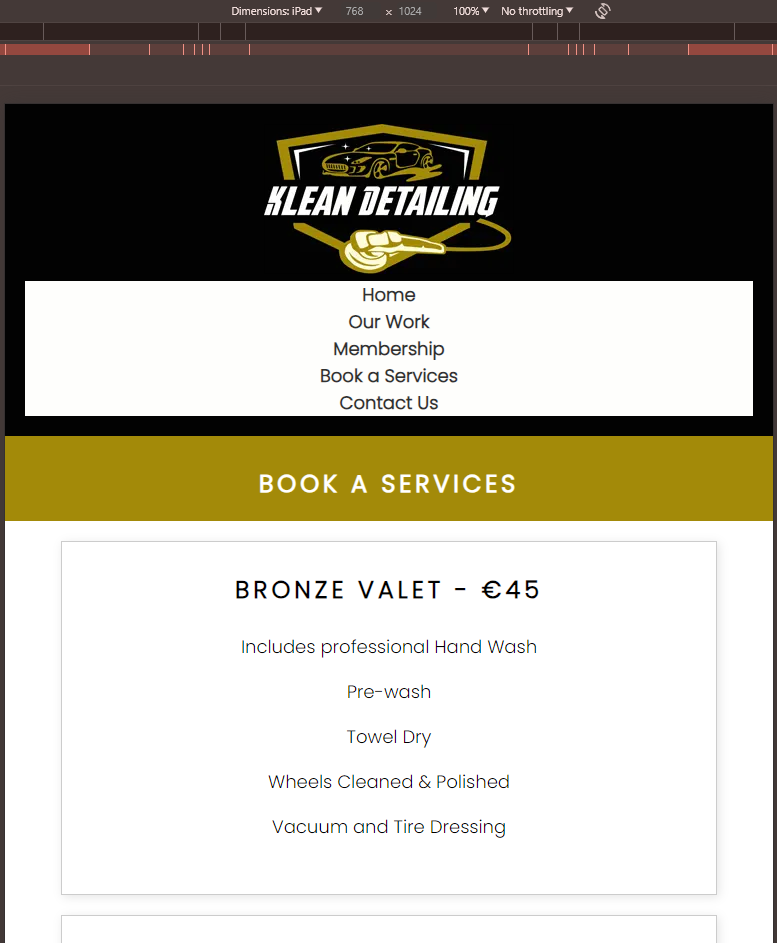 Dimensions: iPad ▼ 768 × 1024 100% ▼ No throttling ▼
KLEAN DETAILING
Home
Our Work
Membership
Book a Services
Contact Us
BOOK A SERVICES
BRONZE VALET - €45
Includes professional Hand Wash
Pre-wash
Towel Dry
Wheels Cleaned & Polished
Vacuum and Tire Dressing